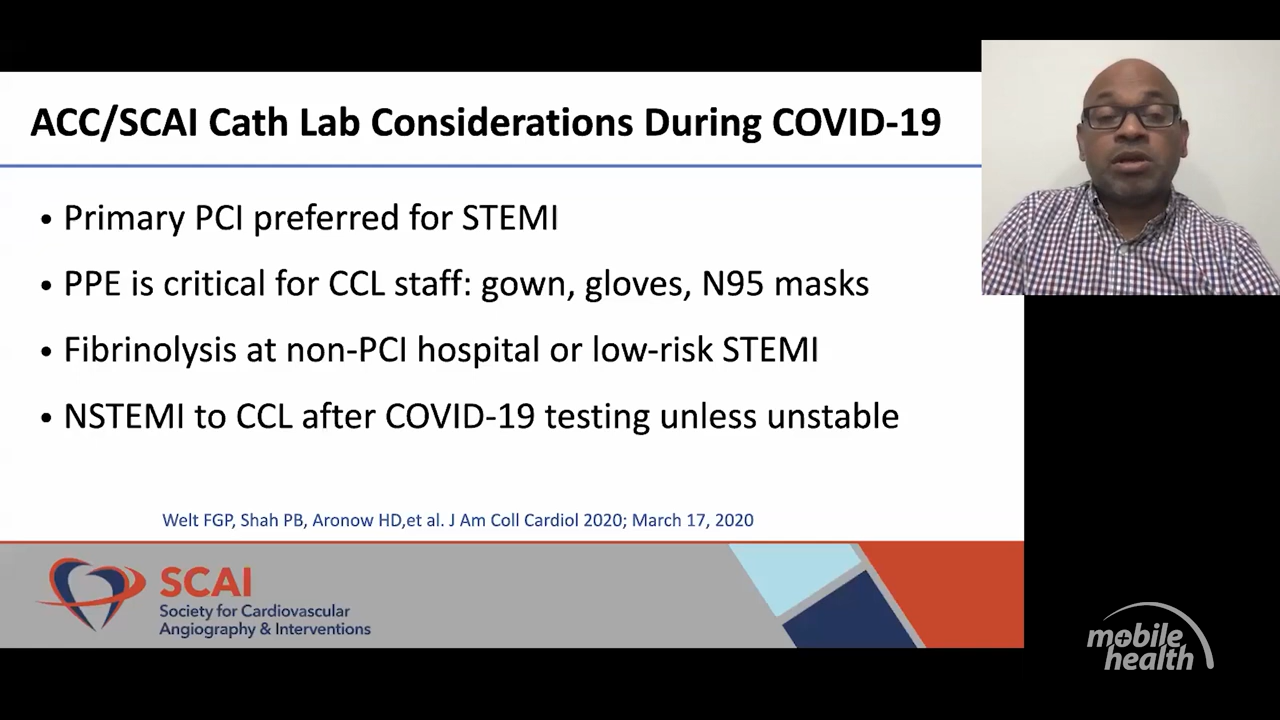 ACC/SCAI Cath Lab Considerations During COVID-19
• Primary PCI preferred for STEMI
• PPE is critical for CCL staff: gown, gloves, N95 masks
• Fibrinolysis at non-PCI hospital or low-risk STEMI
• NSTEMI to CCL after COVID-19 testing unless unstable
Welt FGP, Shah PB, Aronow HD,et al. J Am Coll Cardiol 2020; March 17, 2020
SCAI
Society for Cardiovascular
Angiography & Interventions
mobile
health